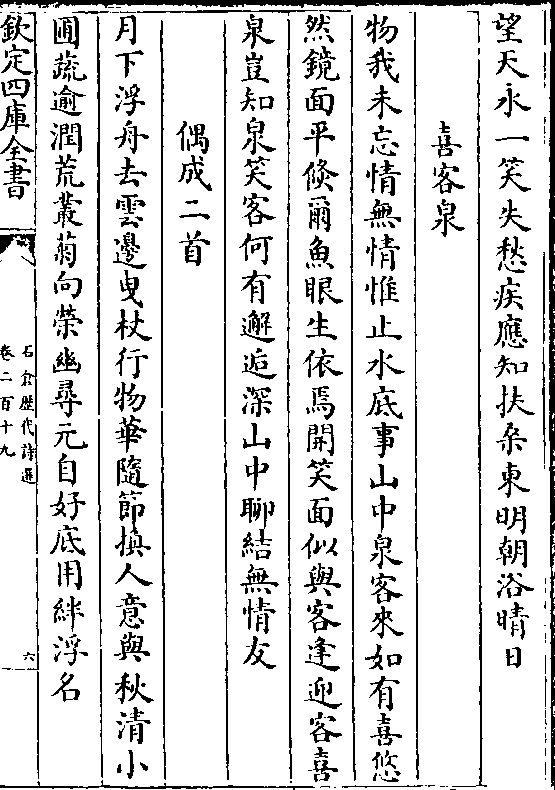 望天永一笑失愁疾應知扶桒東明朝浴晴日
喜客泉
物我未忘情無情惟止水底事山中泉客來如有喜悠
然鏡面平倐爾魚眼生依焉開笑面似與客逢迎客喜
泉豈知泉笑客何有邂逅深山中聊結無情友
偶成二首
月下浮舟去雲邊曳杖行物華隨節換人意與秋清小
圃蔬逾潤荒叢菊向榮幽尋元自好底用絆浮名
欽定四庫全書
石倉歴代詩選
卷二百十九
六